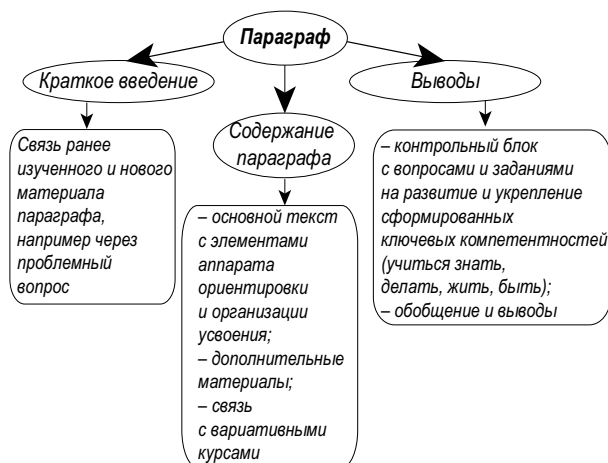 Параграф
Краткое введение
Выводы
Содержание
параграфа
Связь ранее
изученного и нового
материала
параграфа,
например через
проблемный
вопрос
– основной текст
с элементами
аппарата
ориентировки
и организации
усвоения;
– дополнительные
материалы;
– связь
с вариативными
курсами
– контрольный блок
с вопросами и заданиями
на развитие и укрепление
сформированных
ключевых компетентностей
(учиться знать,
делать, жить, быть);
– обобщение и выводы